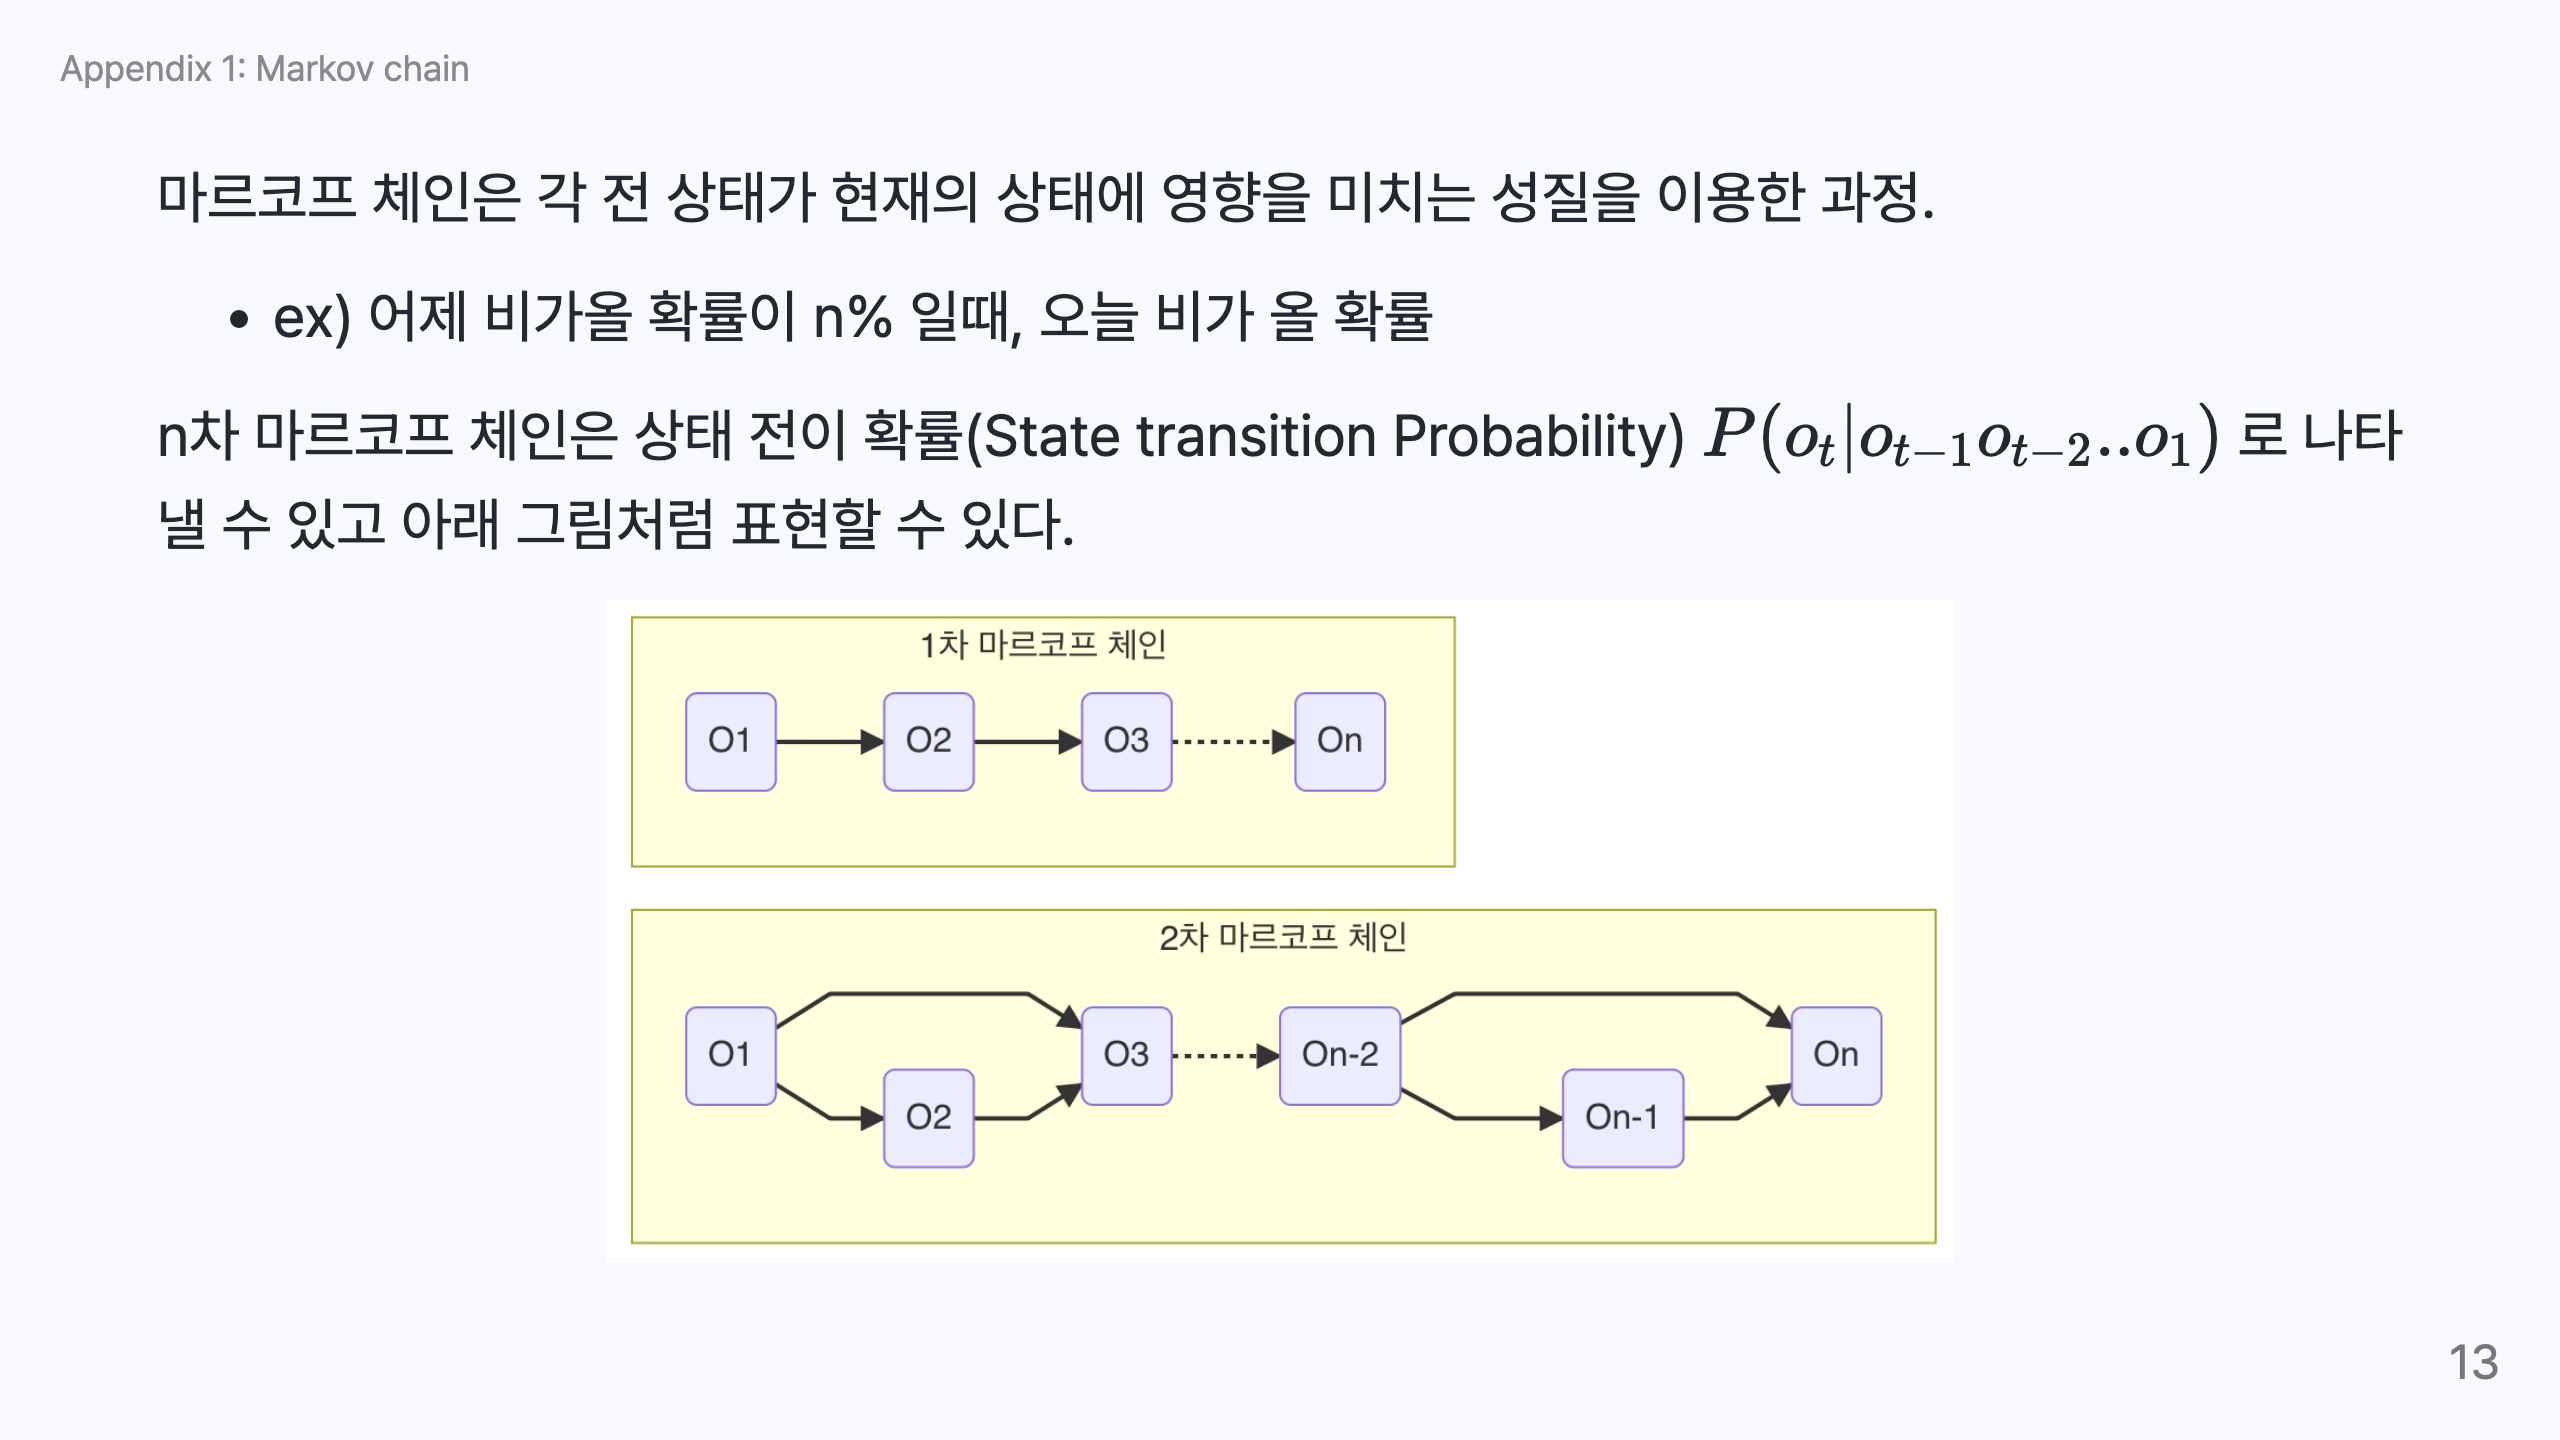 Appendix 1: Markov chain
마르코프 체인은 각 전 상태가 현재의 상태에 영향을 미치는 성질을 이용한 과정.
• ex) 어제 비가올 확률이 n% 일때, 오늘 비가 올 확률
n차 마르코프 체인은 상태 전이 확률(State transition Probability) $P(o_t|o_{t-1}o_{t-2}..o_1)$ 로 나타
낼 수 있고 아래 그림처럼 표현할 수 있다.
1차 마르코프 체인
O1 O2 O3 On
2차 마르코프 체인
O1 O3 On-2 On
O2 On-1
13